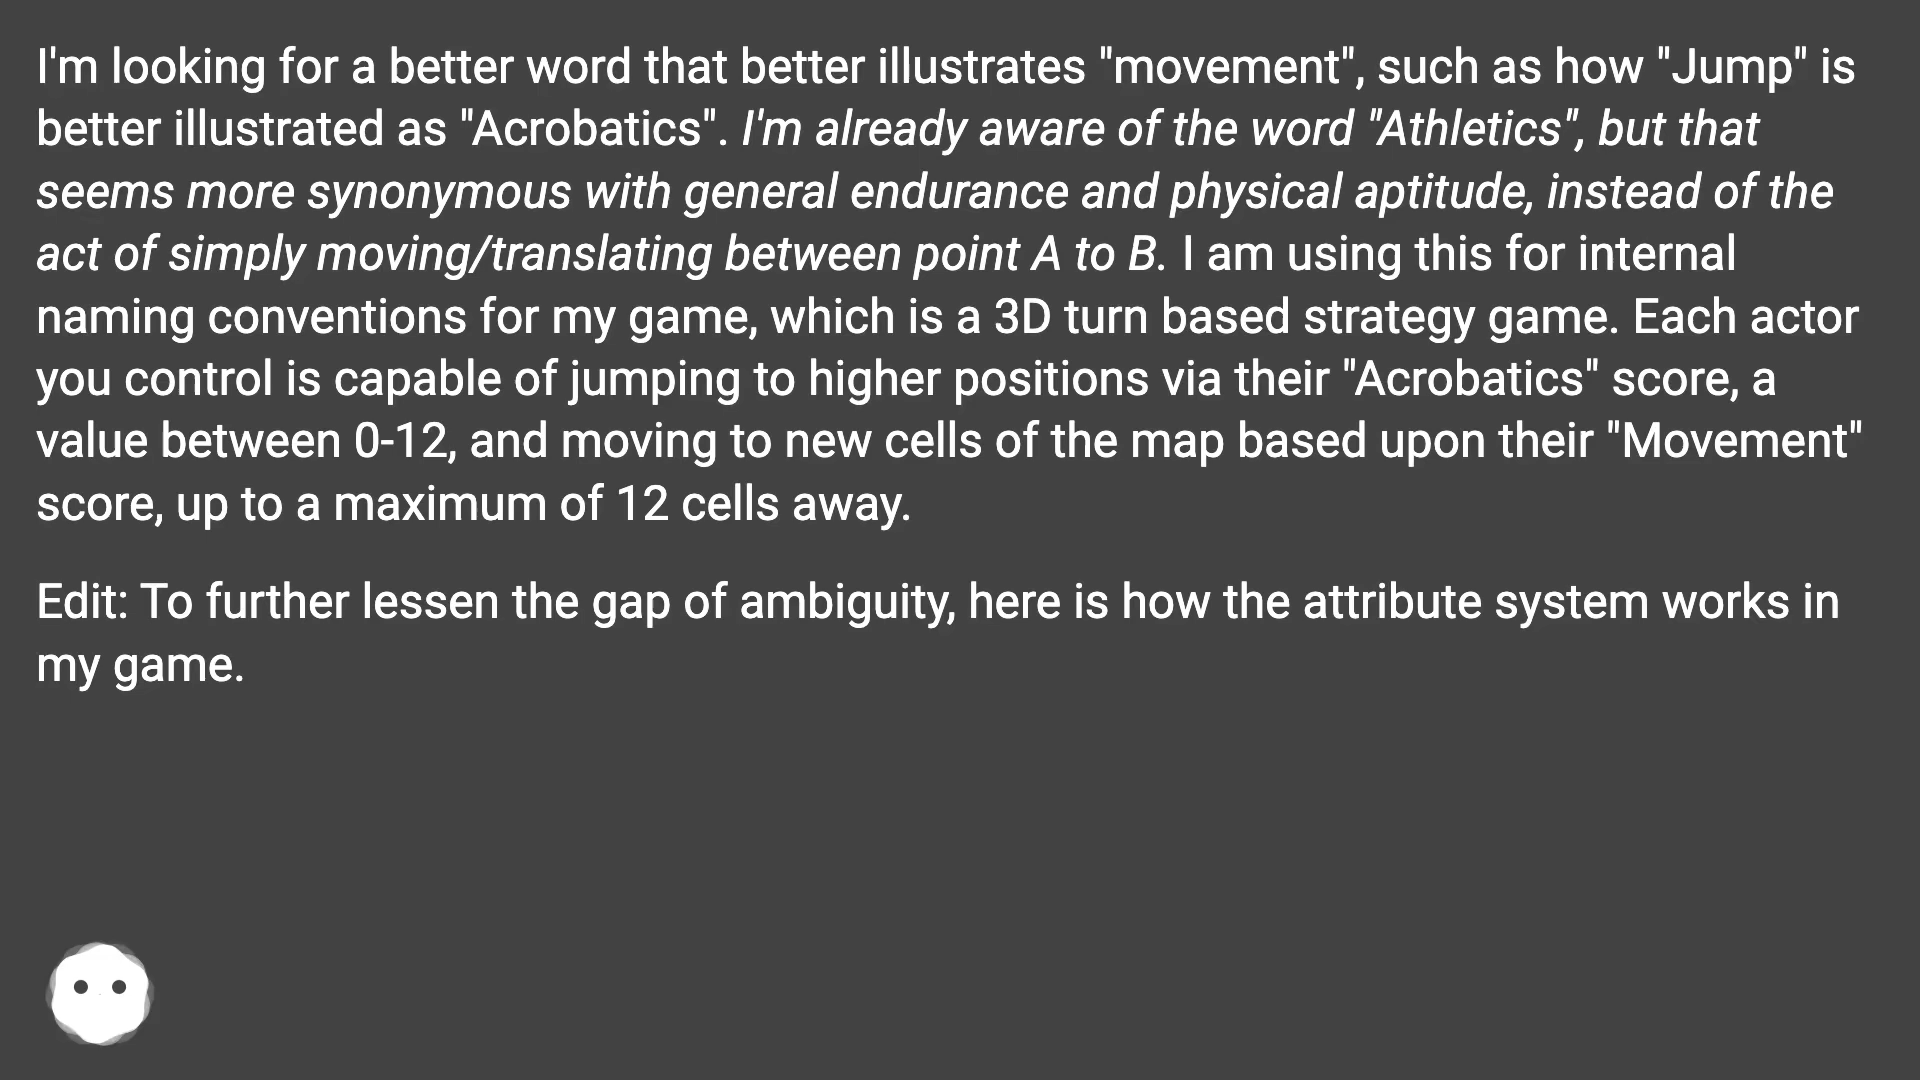 I'm looking for a better word that better illustrates "movement", such as how "Jump" is
better illustrated as "Acrobatics". I'm already aware of the word "Athletics", but that
seems more synonymous with general endurance and physical aptitude, instead of the
act of simply moving/translating between point A to B. I am using this for internal
naming conventions for my game, which is a 3D turn based strategy game. Each actor
you control is capable of jumping to higher positions via their "Acrobatics" score, a
value between 0-12, and moving to new cells of the map based upon their "Movement"
score, up to a maximum of 12 cells away.
Edit: To further lessen the gap of ambiguity, here is how the attribute system works in
my game.